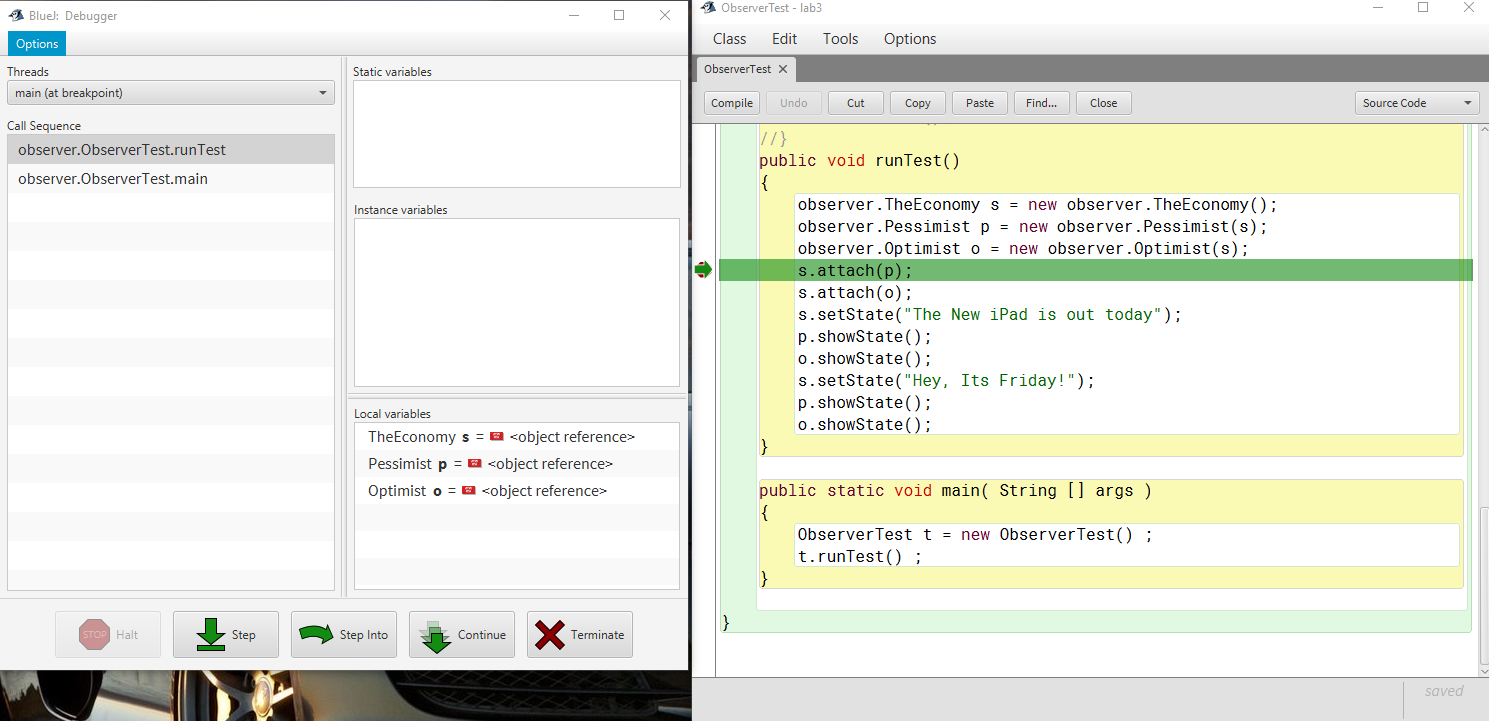 BlueJ: Debugger
Options
Threads
main (at breakpoint)
Call Sequence
observer.ObserverTest.runTest
observer.ObserverTest.main
Static variables
Instance variables
Local variables
TheEconomy s = <object reference>
Pessimist p = <object reference>
Optimist o = <object reference>
STOP Halt
Step
Step Into
Continue
Terminate
ObserverTest - lab3
Class Edit Tools Options
ObserverTest
Compile Undo Cut Copy Paste Find... Close Source Code
//}
public void runTest()
{
observer.TheEconomy s = new observer.TheEconomy();
observer.Pessimist p = new observer.Pessimist(s);
observer.Optimist o = new observer.Optimist(s);
s.attach(p);
s.attach(o);
s.setState("The New iPad is out today");
p.showState();
o.showState();
s.setState("Hey, Its Friday!");
p.showState();
o.showState();
}
public static void main( String [] args )
{
ObserverTest t = new ObserverTest() ;
t.runTest() ;
}
}
saved